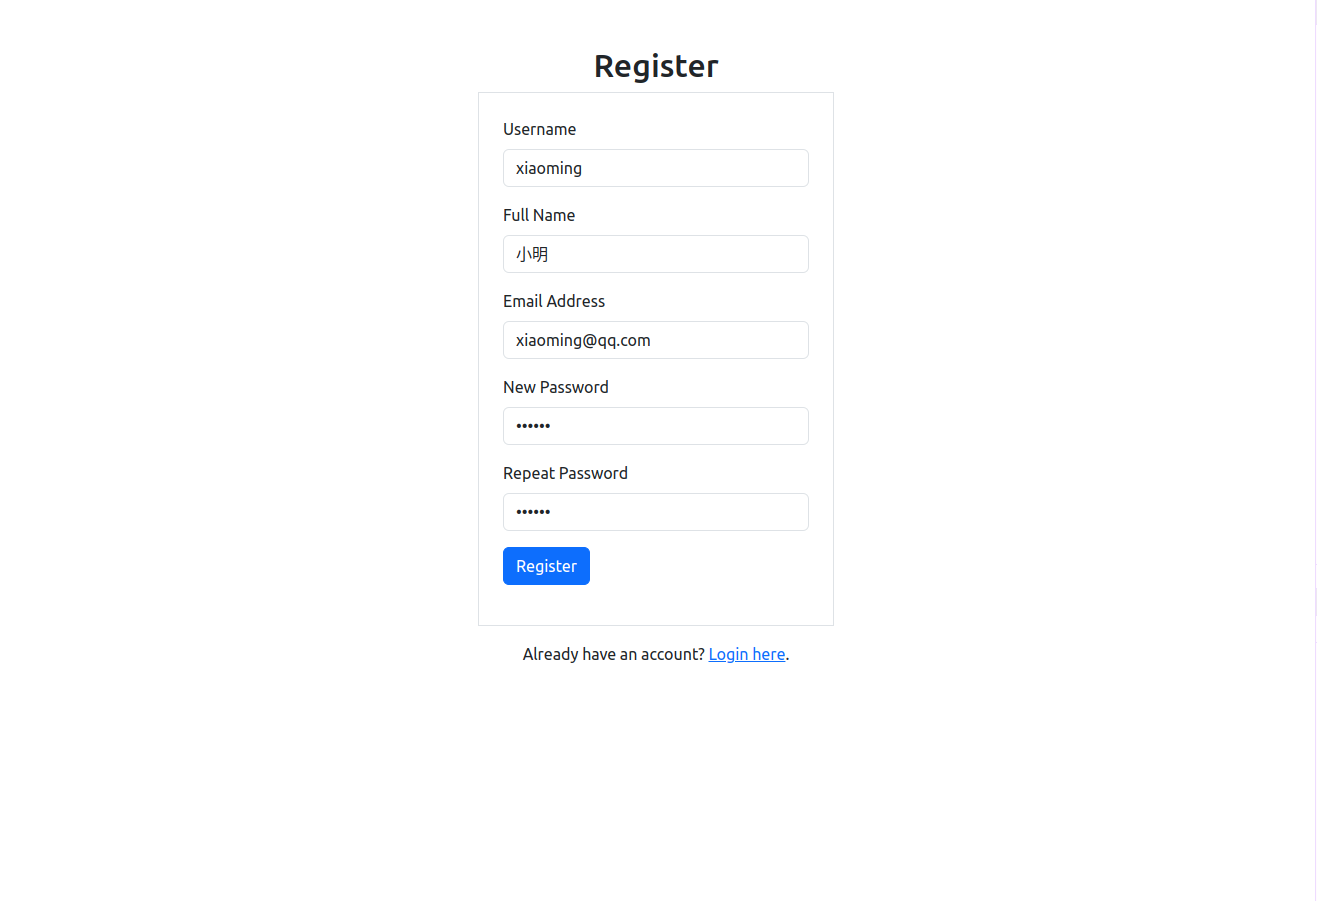 Register
Username
xiaoming
Full Name
小明
Email Address
xiaoming@qq.com
New Password
••••••
Repeat Password
••••••
Register
Already have an account? Login here.